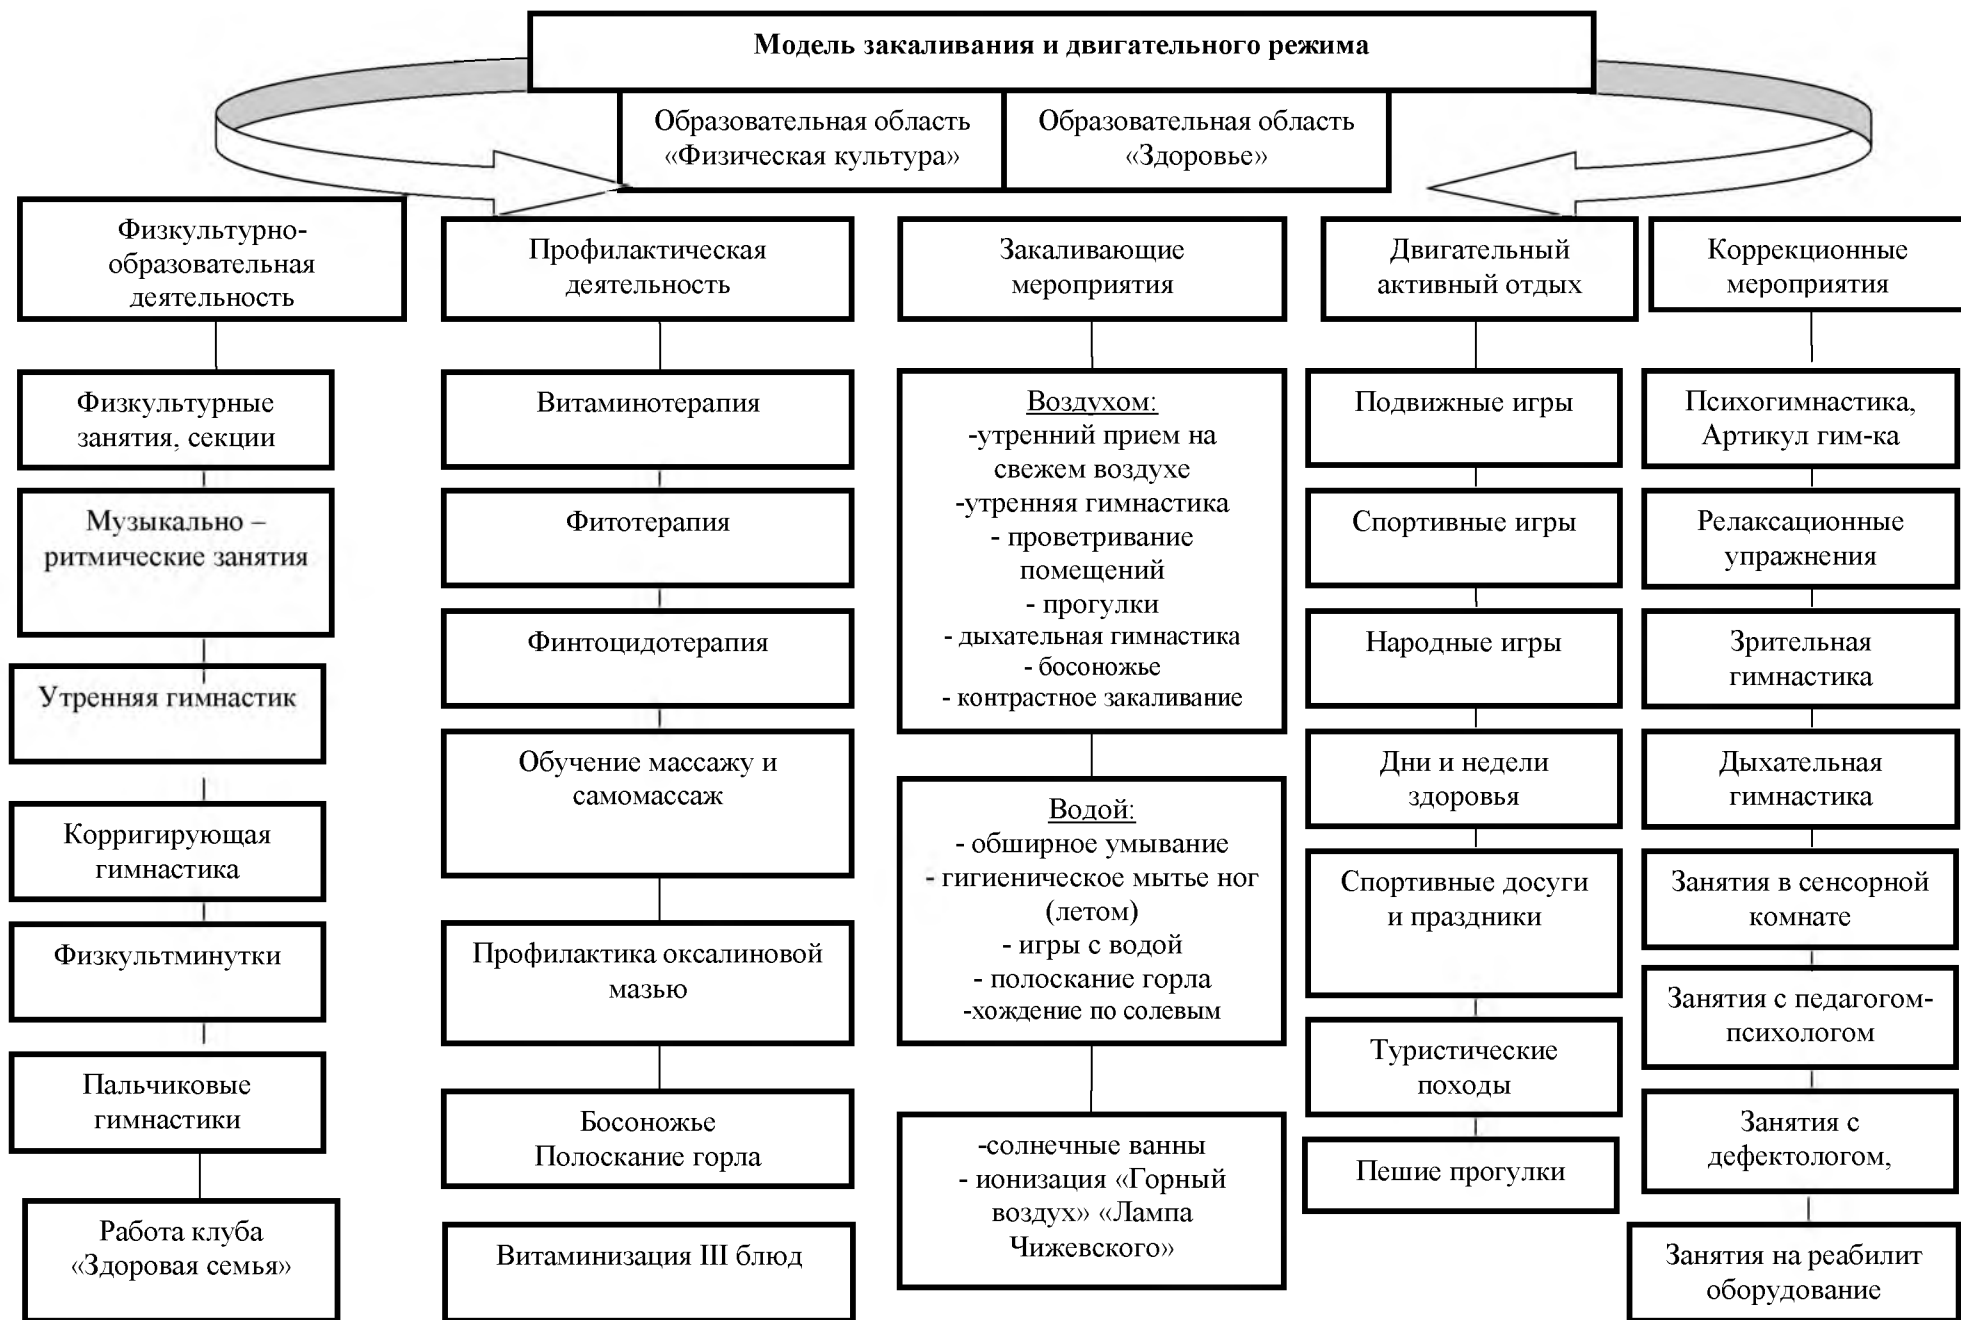 Модель закаливания и двигательного режима
Образовательная область
«Физическая культура»
Образовательная область
«Здоровье»
Физкультурно-
образовательная
деятельность
Физкультурные
занятия, секции
Музыкально –
ритмические занятия
Утренняя гимнастик
Корригирующая
гимнастика
Физкультминутки
Пальчиковые
гимнастики
Работа клуба
«Здоровая семья»
Профилактическая
деятельность
Витаминотерапия
Фитотерапия
Финтоцидотерапия
Обучение массажу и
самомассаж
Профилактика оксалиновой
мазью
Босоножье
Полоскание горла
Витаминизация III блюд
Закаливающие
мероприятия
Воздухом:
-утренний прием на
свежем воздухе
-утренняя гимнастика
- проветривание
помещений
- прогулки
- дыхательная гимнастика
- босоножье
- контрастное закаливание
Водой:
- обширное умывание
- гигиеническое мытье ног
(летом)
- игры с водой
- полоскание горла
-хождение по солевым
-солнечные ванны
- ионизация «Горный
воздух» «Лампа
Чижевского»
Двигательный
активный отдых
Подвижные игры
Спортивные игры
Народные игры
Дни и недели
здоровья
Спортивные досуги
и праздники
Туристические
походы
Пешие прогулки
Коррекционные
мероприятия
Психогимнастика,
Артикул гим-ка
Релаксационные
упражнения
Зрительная
гимнастика
Дыхательная
гимнастика
Занятия в сенсорной
комнате
Занятия с педагогом-
психологом
Занятия с
дефектологом,
Занятия на реабилит
оборудование